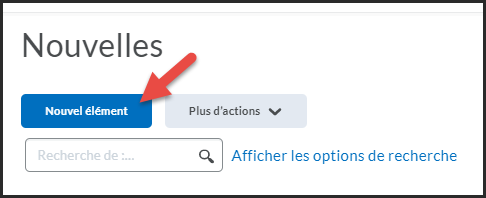 Nouvelles
Nouvel élément Plus d'actions
Recherche de :... Afficher les options de recherche